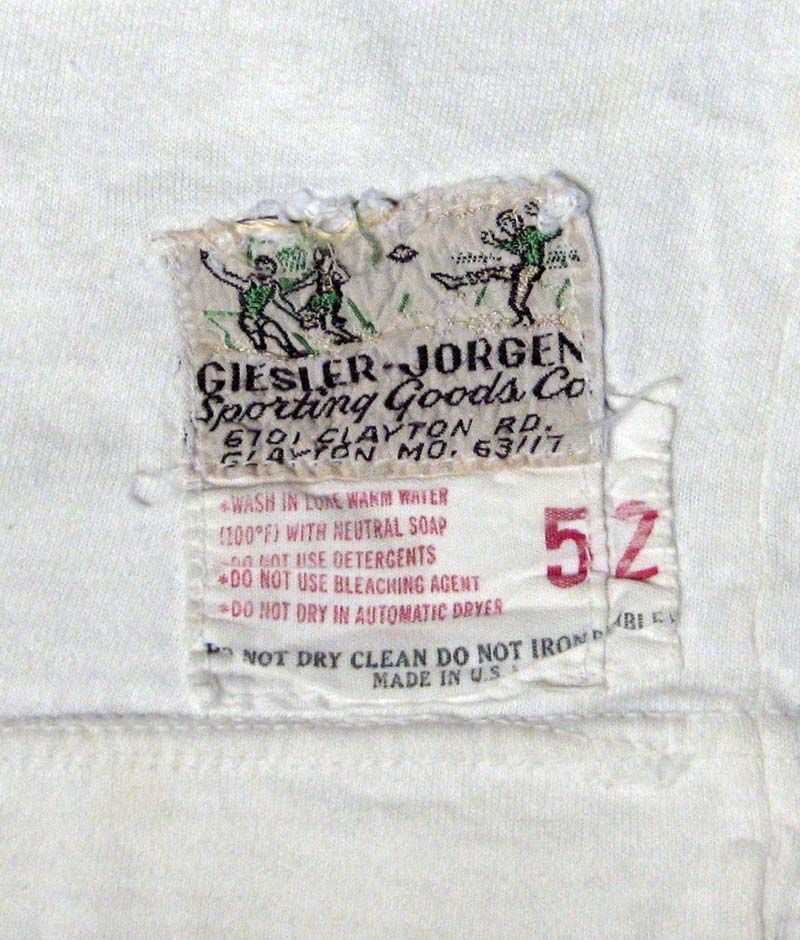 GIESLER-JORGEN
Sporting Goods Co.
6701 CLAYTON RD.
CLAYTON MO. 63117
*WASH IN LUKE WARM WATER
(100°F) WITH NEUTRAL SOAP
DO NOT USE DETERGENTS
*DO NOT USE BLEACHING AGENT
*DO NOT DRY IN AUTOMATIC DRYER
52
DO NOT DRY CLEAN DO NOT IRON
MADE IN U.S